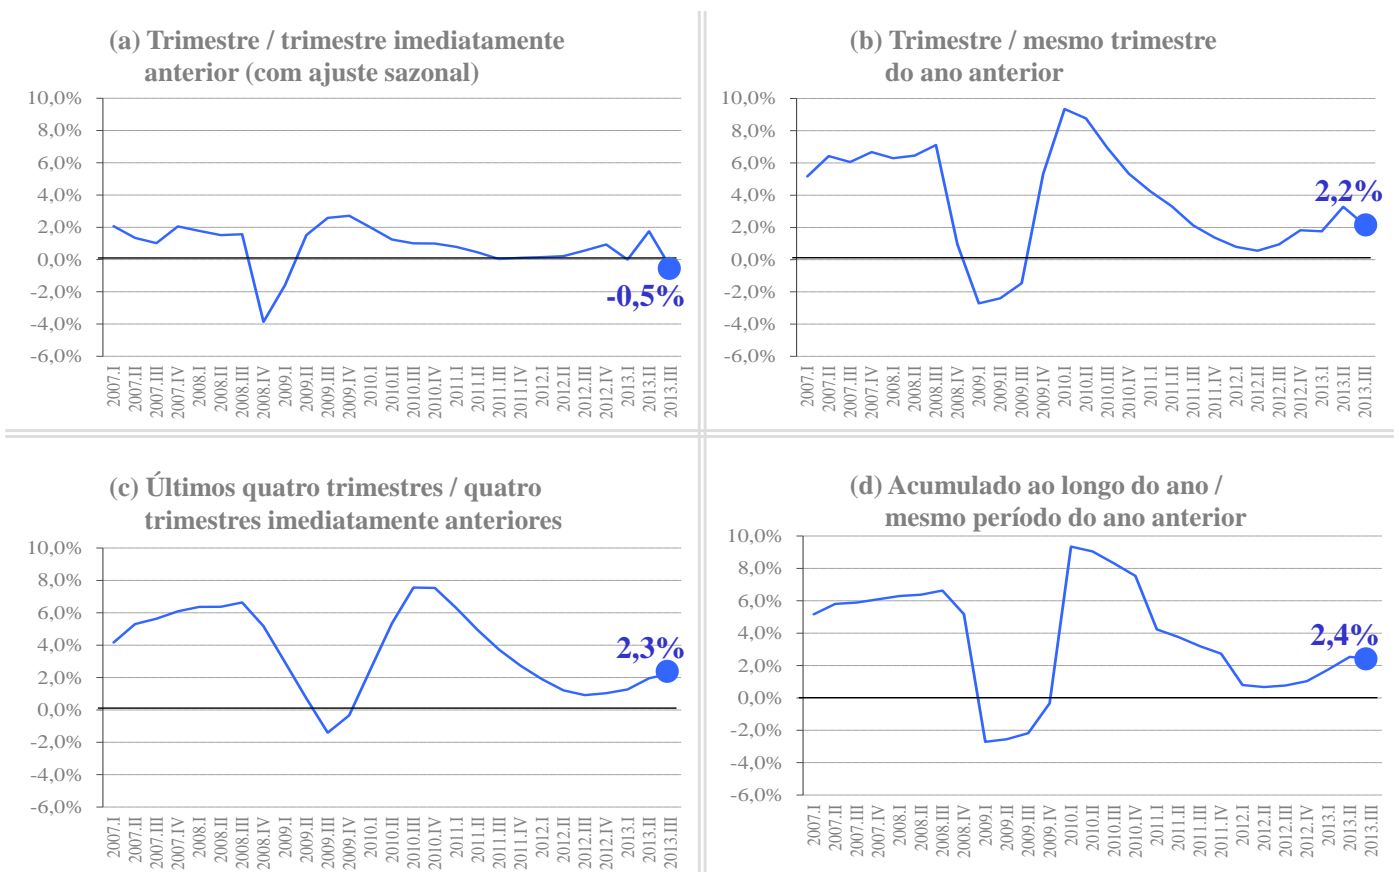 (a) Trimestre / trimestre imediatamente
anterior (com ajuste sazonal)
10,0%
8,0%
6,0%
4,0%
2,0%
0,0%
-2,0%
-4,0%
-6,0%
-0,5%
2007.I
2007.II
2007.III
2007.IV
2008.I
2008.II
2008.III
2008.IV
2009.I
2009.II
2009.III
2009.IV
2010.I
2010.II
2010.III
2010.IV
2011.I
2011.II
2011.III
2011.IV
2012.I
2012.II
2012.III
2012.IV
2013.I
2013.II
2013.III
(b) Trimestre / mesmo trimestre
do ano anterior
10,0%
8,0%
6,0%
4,0%
2,0%
0,0%
-2,0%
-4,0%
-6,0%
2,2%
2007.I
2007.II
2007.III
2007.IV
2008.I
2008.II
2008.III
2008.IV
2009.I
2009.II
2009.III
2009.IV
2010.I
2010.II
2010.III
2010.IV
2011.I
2011.II
2011.III
2011.IV
2012.I
2012.II
2012.III
2012.IV
2013.I
2013.II
2013.III
(c) Últimos quatro trimestres / quatro
trimestres imediatamente anteriores
10,0%
8,0%
6,0%
4,0%
2,0%
0,0%
-2,0%
-4,0%
-6,0%
2,3%
2007.I
2007.II
2007.III
2007.IV
2008.I
2008.II
2008.III
2008.IV
2009.I
2009.II
2009.III
2009.IV
2010.I
2010.II
2010.III
2010.IV
2011.I
2011.II
2011.III
2011.IV
2012.I
2012.II
2012.III
2012.IV
2013.I
2013.II
2013.III
(d) Acumulado ao longo do ano /
mesmo período do ano anterior
10,0%
8,0%
6,0%
4,0%
2,0%
0,0%
-2,0%
-4,0%
-6,0%
2,4%
2007.I
2007.II
2007.III
2007.IV
2008.I
2008.II
2008.III
2008.IV
2009.I
2009.II
2009.III
2009.IV
2010.I
2010.II
2010.III
2010.IV
2011.I
2011.II
2011.III
2011.IV
2012.I
2012.II
2012.III
2012.IV
2013.I
2013.II
2013.III